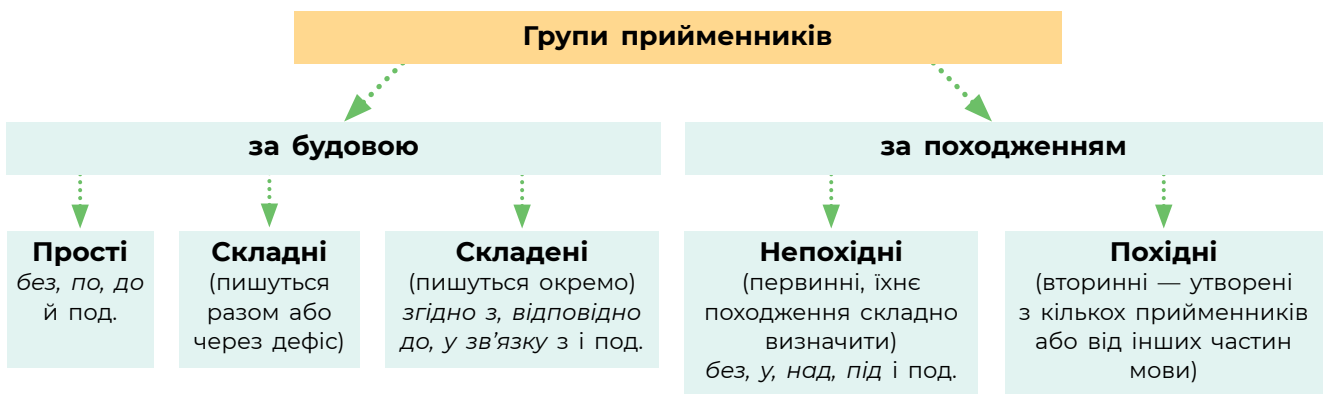 Групи прийменників
за будовою
за походженням
Прості
без, по, до
й под.
Складні
(пишуться
разом або
через дефіс)
Складені
(пишуться окремо)
згідно з, відповідно
до, у зв’язку з і под.
Непохідні
(первинні, їхнє
походження складно
визначити)
без, у, над, під і под.
Похідні
(вторинні — утворені
з кількох прийменників
або від інших частин
мови)